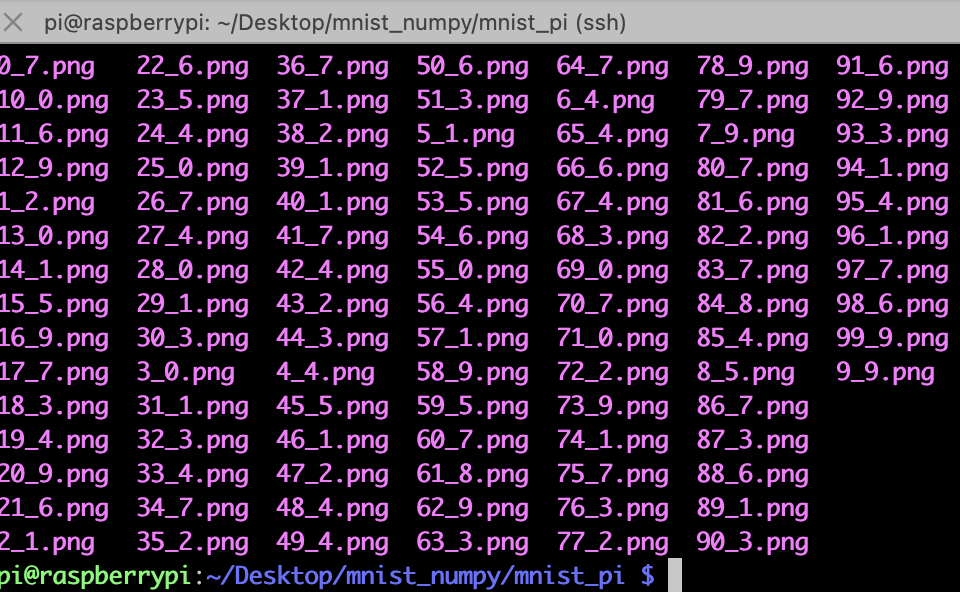 pi@raspberrypi: ~/Desktop/mnist_numpy/mnist_pi (ssh)
0_7.png 22_6.png 36_7.png 50_6.png 64_7.png 78_9.png 91_6.png
10_0.png 23_5.png 37_1.png 51_3.png 6_4.png 79_7.png 92_9.png
11_6.png 24_4.png 38_2.png 5_1.png 65_4.png 7_9.png 93_3.png
12_9.png 25_0.png 39_1.png 52_5.png 66_6.png 80_7.png 94_1.png
1_2.png 26_7.png 40_1.png 53_5.png 67_4.png 81_6.png 95_4.png
13_0.png 27_4.png 41_7.png 54_6.png 68_3.png 82_2.png 96_1.png
14_1.png 28_0.png 42_4.png 55_0.png 69_0.png 83_7.png 97_7.png
15_5.png 29_1.png 43_2.png 56_4.png 70_7.png 84_8.png 98_6.png
16_9.png 30_3.png 44_3.png 57_1.png 71_0.png 85_4.png 99_9.png
17_7.png 3_0.png 4_4.png 58_9.png 72_2.png 8_5.png 9_9.png
18_3.png 31_1.png 45_5.png 59_5.png 73_9.png 86_7.png
19_4.png 32_3.png 46_1.png 60_7.png 74_1.png 87_3.png
20_9.png 33_4.png 47_2.png 61_8.png 75_7.png 88_6.png
21_6.png 34_7.png 48_4.png 62_9.png 76_3.png 89_1.png
2_1.png 35_2.png 49_4.png 63_3.png 77_2.png 90_3.png
pi@raspberrypi:~/Desktop/mnist_numpy/mnist_pi $